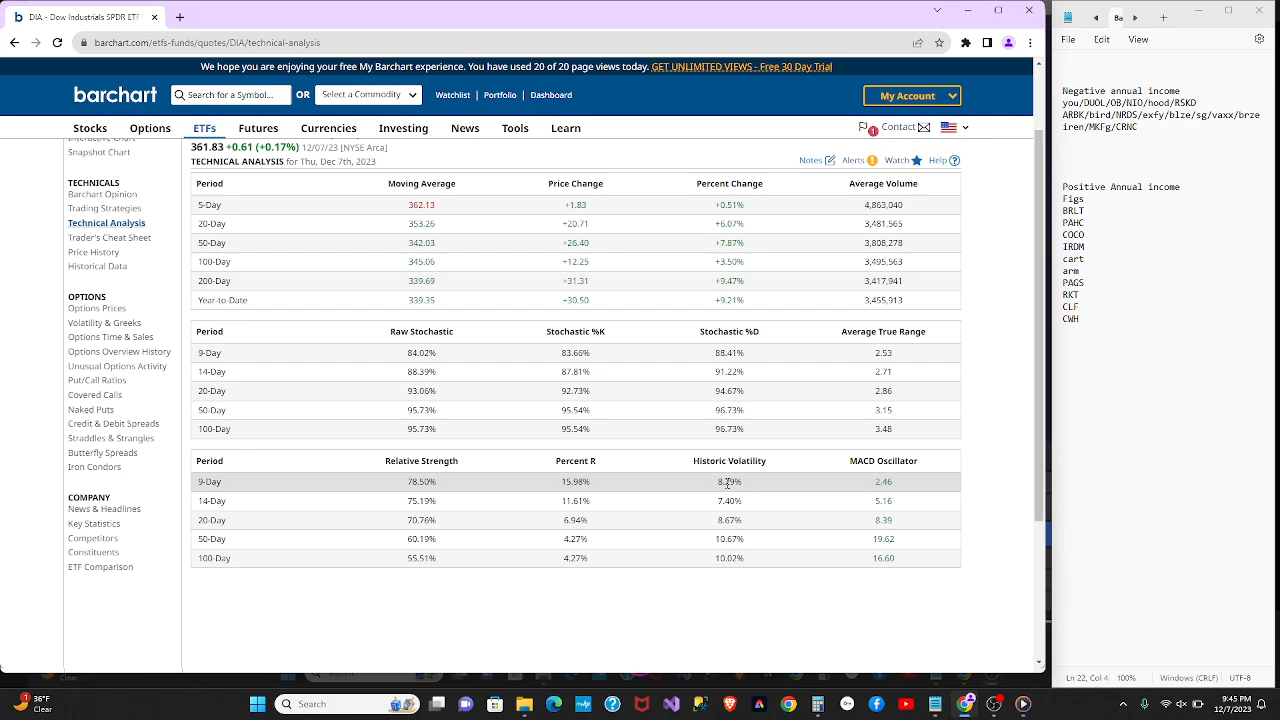 DIA - Dow Industrials SPDR ETF
barchart.com/etfs-funds/quotes/DIA/technical-analysis
We hope you are enjoying your free My Barchart experience. You have used 20 of 20 page views today. GET UNLIMITED VIEWS - Free 30 Day Trial
barchart Search for a Symbol... OR Select a Commodity Watchlist | Portfolio | Dashboard My Account
Stocks Options ETFs Futures Currencies Investing News Tools Learn Contact
Snapshot Chart
TECHNICALS
Barchart Opinion
Trading Strategies
Technical Analysis
Trader's Cheat Sheet
Price History
Historical Data
OPTIONS
Options Prices
Volatility & Greeks
Options Time & Sales
Options Overview History
Unusual Options Activity
Put/Call Ratios
Covered Calls
Naked Puts
Credit & Debit Spreads
Straddles & Strangles
Butterfly Spreads
Iron Condors
COMPANY
News & Headlines
Key Statistics
Competitors
Constituents
ETF Comparison
361.83 +0.61 (+0.17%) 12/07/23 [NYSE Arca]
TECHNICAL ANALYSIS for Thu, Dec 7th, 2023
Notes Alerts Watch Help
Period Moving Average Price Change Percent Change Average Volume
5-Day 362.13 +1.83 +0.51% 4,863,040
20-Day 353.26 +20.71 +6.07% 3,481,565
50-Day 342.03 +26.40 +7.87% 3,808,278
100-Day 345.06 +12.25 +3.50% 3,495,563
200-Day 339.69 +31.31 +9.47% 3,417,941
Year-to-Date 339.35 +30.50 +9.21% 3,455,913
Period Raw Stochastic Stochastic %K Stochastic %D Average True Range
9-Day 84.02% 83.66% 88.41% 2.53
14-Day 88.39% 87.81% 91.22% 2.71
20-Day 93.06% 92.73% 94.67% 2.86
50-Day 95.73% 95.54% 96.73% 3.15
100-Day 95.73% 95.54% 96.73% 3.48
Period Relative Strength Percent R Historic Volatility MACD Oscillator
9-Day 78.50% 15.98% 2.46
14-Day 75.19% 11.61% 7.40% 5.16
20-Day 70.76% 6.94% 8.67% 8.39
50-Day 60.19% 4.27% 10.67% 19.62
100-Day 55.51% 4.27% 10.02% 16.60
Ba
File Edit View
Negative annual income
you/DUOL/OB/NIO/hood/RSKD
ARBK/bird/NRDS/exfy/blze/sg/vaxx/brze
iren/MKFg/CRNC
Positive Annual income
Figs
BRLT
PAHC
COCO
IRDM
cart
arm
PAGS
RKT
CLF
CWH
Ln 22, Col 4 100% Windows (CRLF) UTF-8
36°F
Clear
Search
9:45 PM
12/7/2023